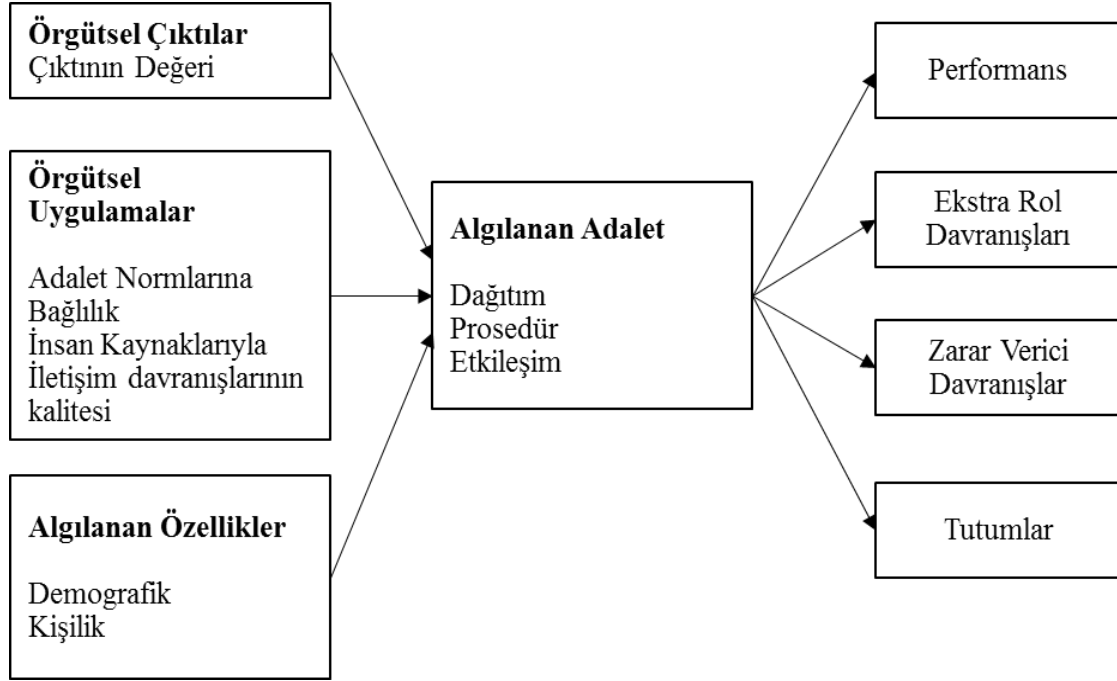 Örgütsel Çıktılar
Çıktının Değeri
Örgütsel
Uygulamalar
Adalet Normlarına
Bağlılık
İnsan Kaynaklarıyla
İletişim davranışlarının
kalitesi
Algılanan Özellikler
Demografik
Kişilik
Algılanan Adalet
Dağıtım
Prosedür
Etkileşim
Performans
Ekstra Rol
Davranışları
Zarar Verici
Davranışlar
Tutumlar